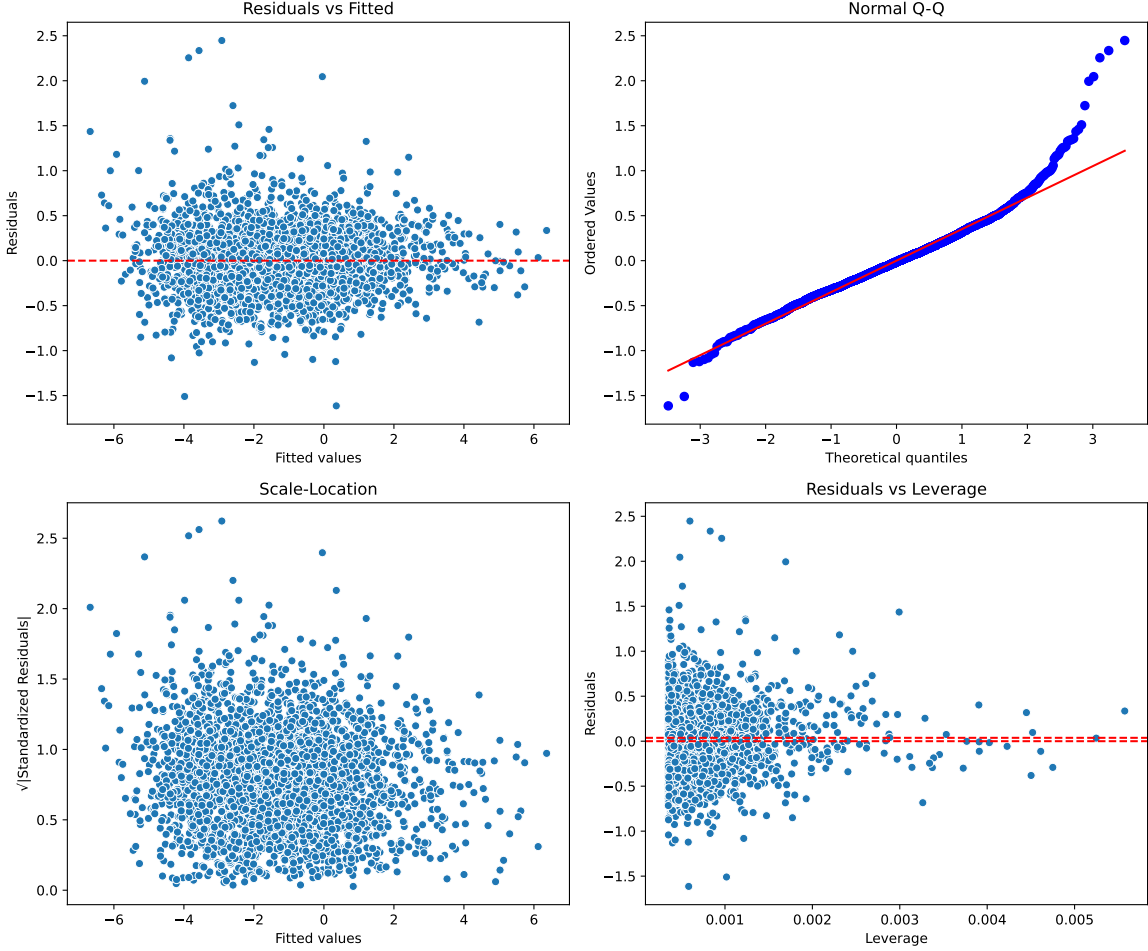 Residuals vs Fitted
2.5
2.0
1.5
1.0
0.5
0.0
−0.5
−1.0
−1.5
Residuals
−6 −4 −2 0 2 4 6
Fitted values
Normal Q-Q
2.5
2.0
1.5
1.0
0.5
0.0
−0.5
−1.0
−1.5
Ordered Values
−3 −2 −1 0 1 2 3
Theoretical quantiles
Scale-Location
2.5
2.0
1.5
1.0
0.5
0.0
√|Standardized Residuals|
−6 −4 −2 0 2 4 6
Fitted values
Residuals vs Leverage
2.5
2.0
1.5
1.0
0.5
0.0
−0.5
−1.0
−1.5
Residuals
0.001 0.002 0.003 0.004 0.005
Leverage